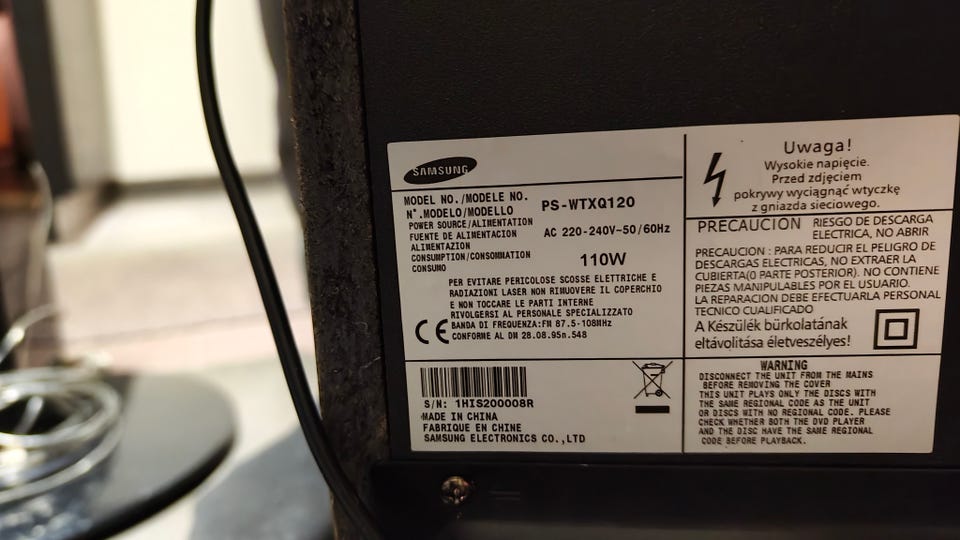 SAMSUNG
MODEL NO./MODELE NO.
N°.MODELO/MODELLO
PS-WTXQ120
POWER SOURCE/ALIMENTATION
FUENTE DE ALIMENTACION
ALIMENTAZION
AC 220-240V~50/60Hz
CONSUMPTION/CONSOMMATION
CONSUMO
110W
PER EVITARE PERICOLOSE SCOSSE ELETTRICHE E
RADIAZIONI LASER NON RIMUOVERE IL COPERCHIO
E NON TOCCARE LE PARTI INTERNE
RIVOLGERSI AL PERSONALE SPECIALIZZATO
BANDA DI FREQUENZA:FM 87.5-108MHz
CONFORME AL DM 28.08.95n.548
CE
S/N: 1HIS200008R
MADE IN CHINA
FABRIQUE EN CHINE
SAMSUNG ELECTRONICS CO.,LTD
Uwaga!
Wysokie napięcie.
Przed zdjęciem
pokrywy wyciągnąć wtyczkę
z gniazda sieciowego.
PRECAUCION
RIESGO DE DESCARGA
ELECTRICA, NO ABRIR
PRECAUCION : PARA REDUCIR EL PELIGRO DE
DESCARGAS ELECTRICAS, NO EXTRAER LA
CUBIERTA(O PARTE POSTERIOR). NO CONTIENE
PIEZAS MANIPULABLES POR EL USUARIO.
LA REPARACION DEBE EFECTUARLA PERSONAL
TECNICO CUALIFICADO
A Készülék bürkolatának
eltávolitása életveszélyes!
WARNING
DISCONNECT THE UNIT FROM THE MAINS
BEFORE REMOVING THE COVER
THIS UNIT PLAYS ONLY THE DISCS WITH
THE SAME REGIONAL CODE AS THE UNIT
OR DISCS WITH NO REGIONAL CODE. PLEASE
CHECK WHETHER BOTH THE DVD PLAYER
AND THE DISC HAVE THE SAME REGIONAL
CODE BEFORE PLAYBACK.